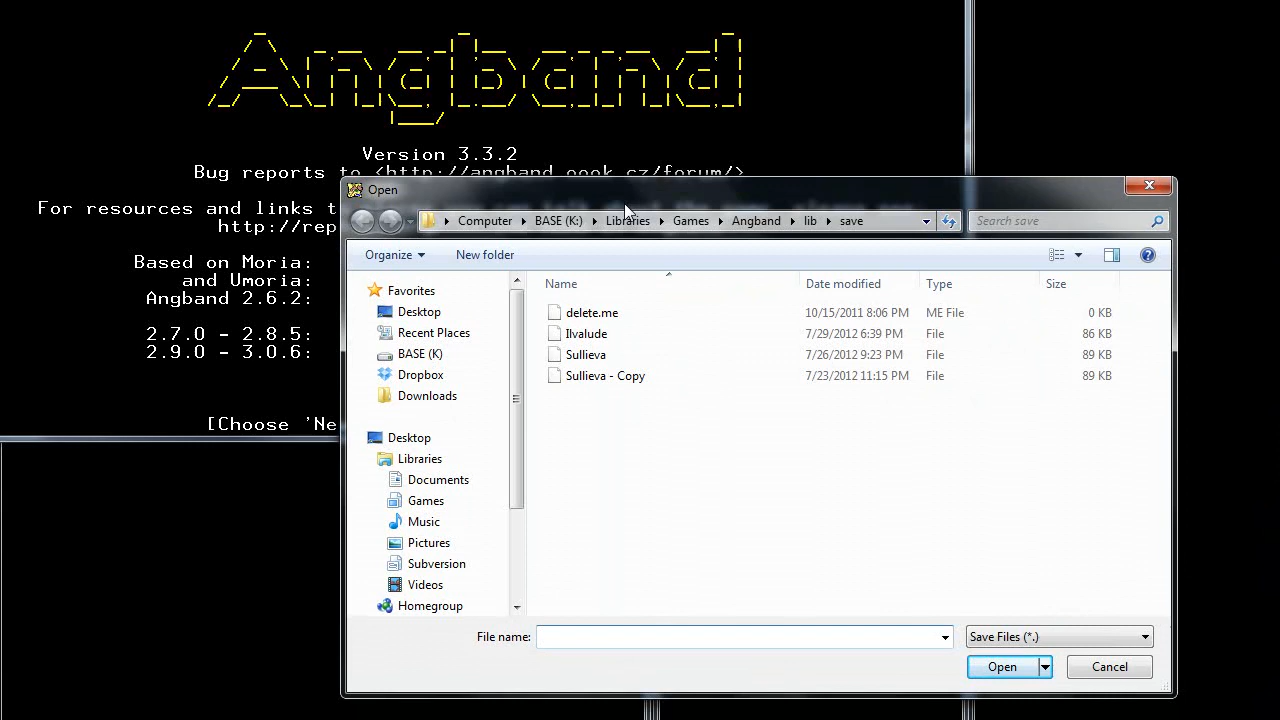 Angband
Version 3.3.2
Bug reports to <http://angband.oook.cz/forum/>
For resources and links t
http://rep
Based on Moria:
and Umoria:
Angband 2.6.2:
2.7.0 - 2.8.5:
2.9.0 - 3.0.6:
[Choose 'Ne
Open
Computer BASE (K:) Libraries Games Angband lib save
Search save
Organize New folder
Favorites
Desktop
Recent Places
BASE (K)
Dropbox
Downloads
Desktop
Libraries
Documents
Games
Music
Pictures
Subversion
Videos
Homegroup
Name Date modified Type Size
delete.me 10/15/2011 8:06 PM ME File 0 KB
Ilvalude 7/29/2012 6:39 PM File 86 KB
Sullieva 7/26/2012 9:23 PM File 89 KB
Sullieva - Copy 7/23/2012 11:15 PM File 89 KB
File name:
Save Files (*.)
Open Cancel